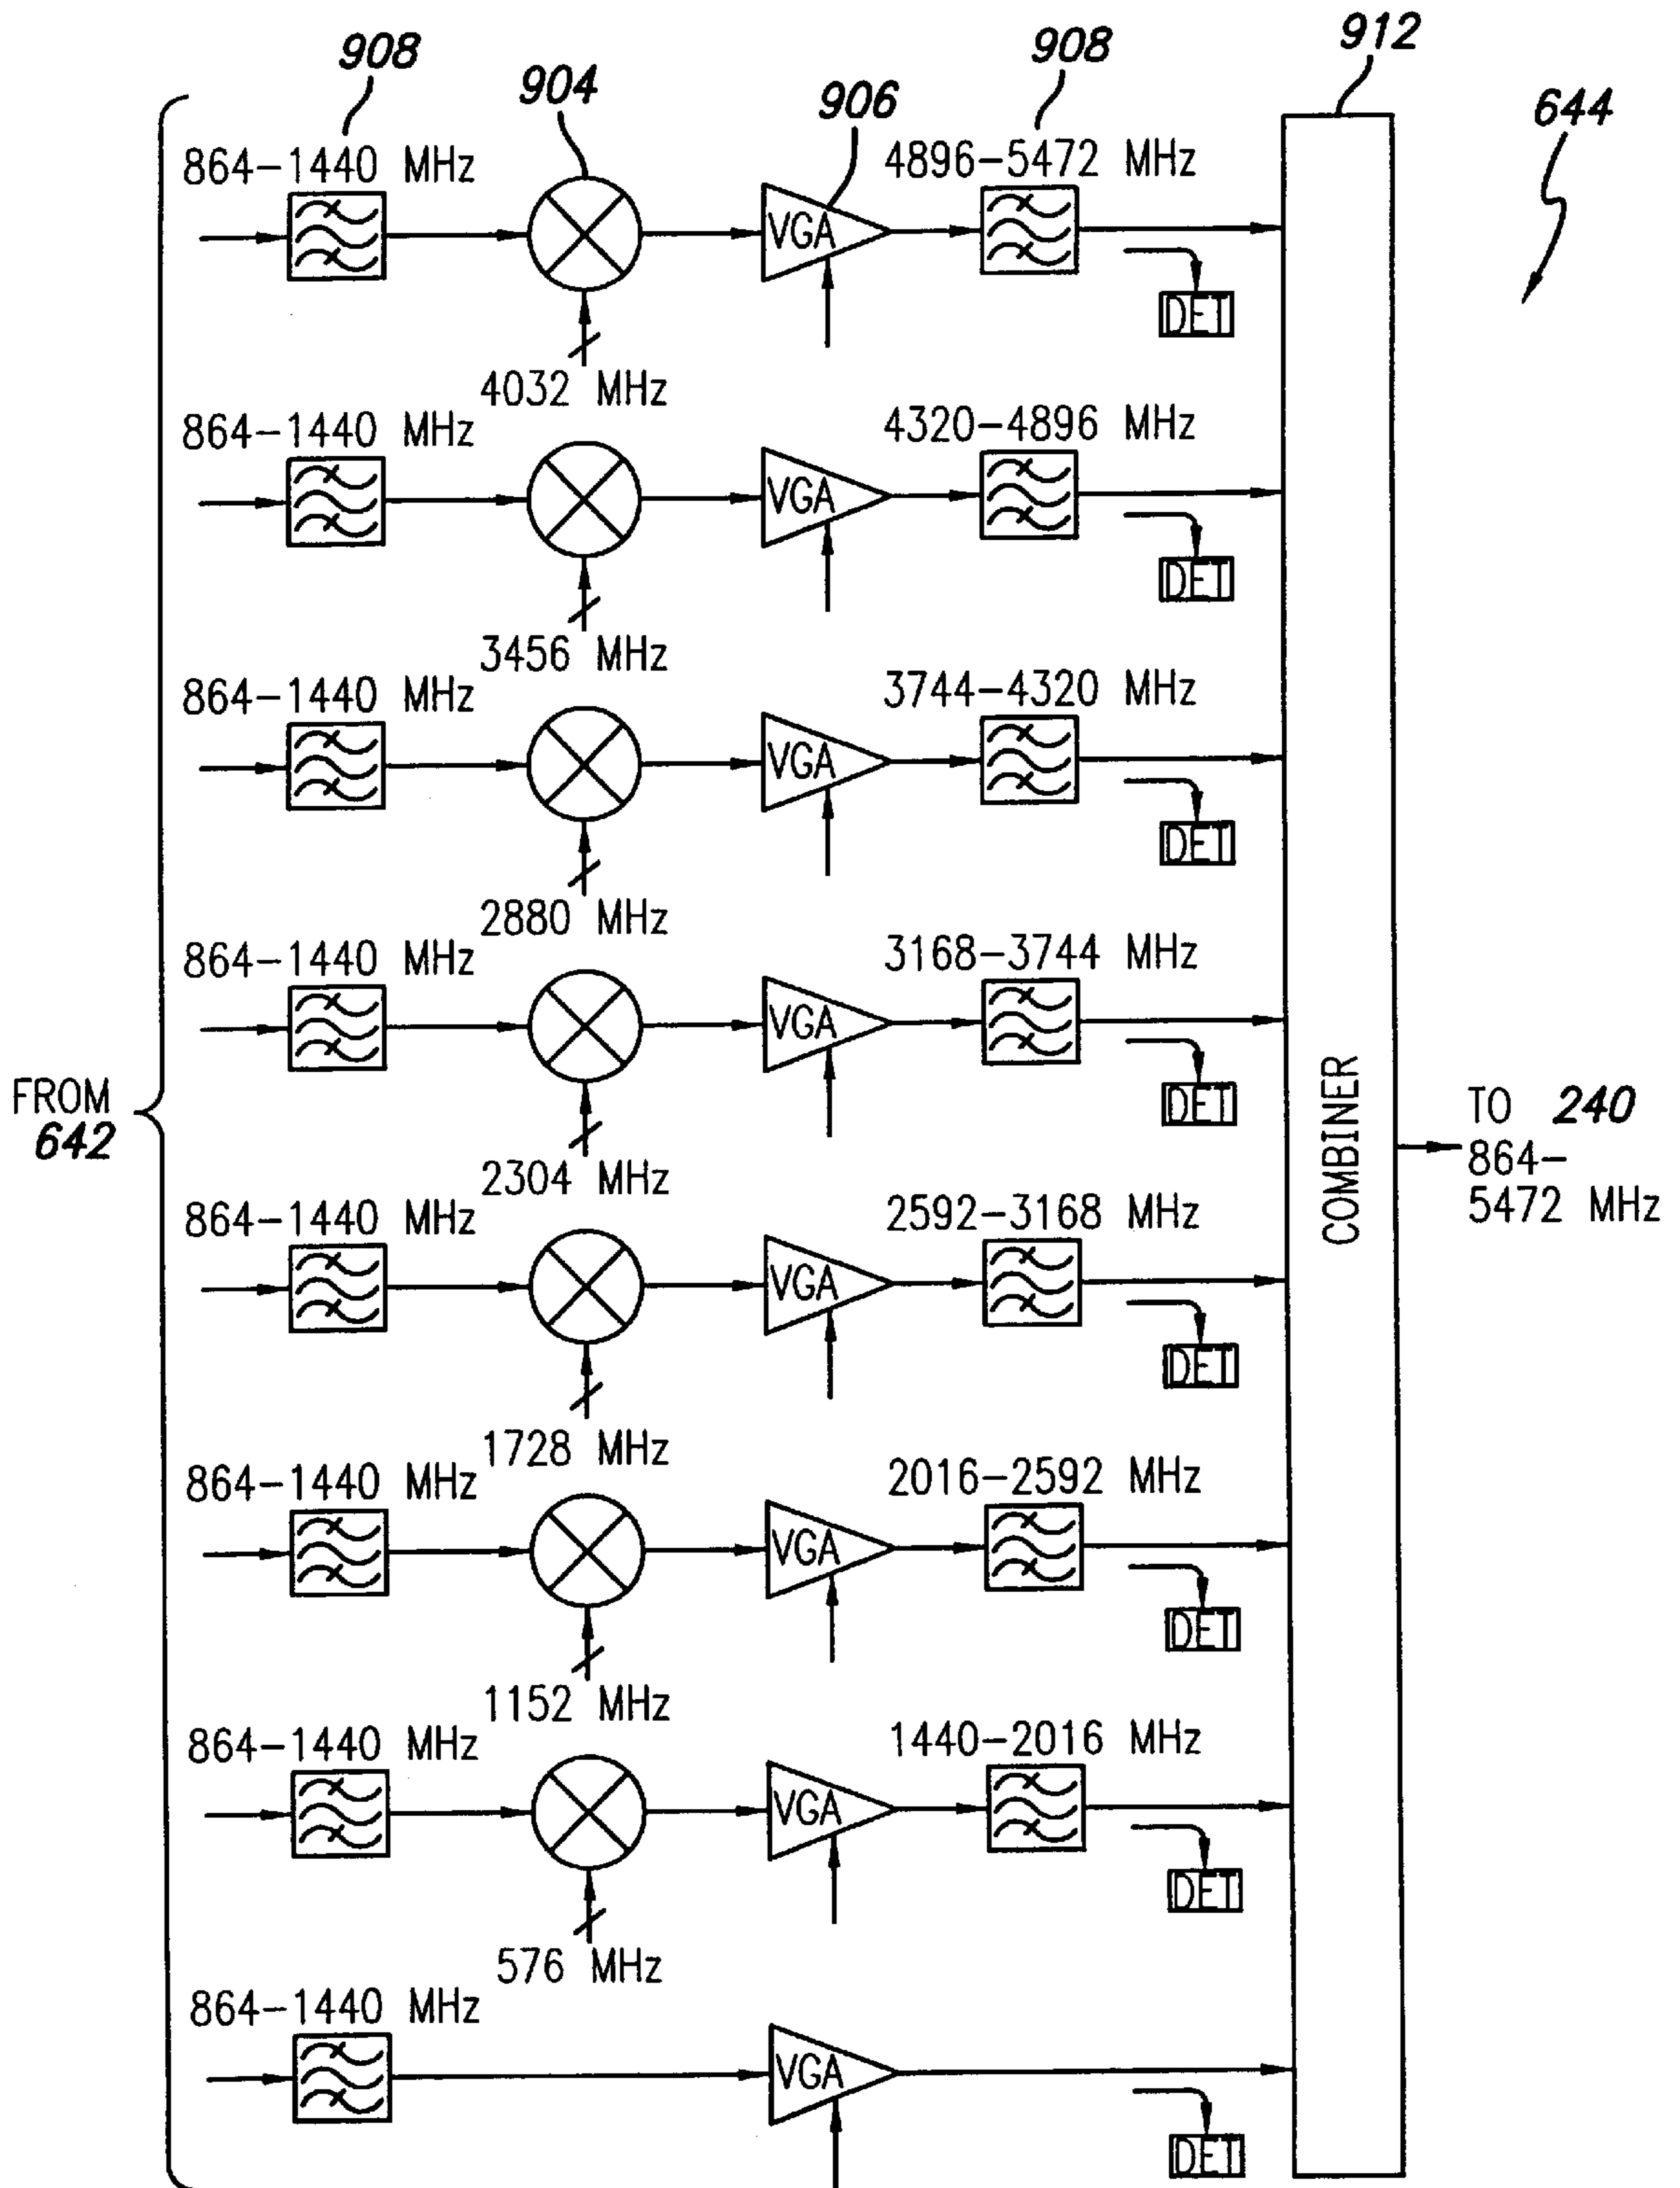 908
904
906
908
912
644
864-1440 MHz
4896-5472 MHz
VGA
DET
4032 MHz
864-1440 MHz
4320-4896 MHz
VGA
DET
3456 MHz
864-1440 MHz
3744-4320 MHz
VGA
DET
2880 MHz
864-1440 MHz
3168-3744 MHz
VGA
DET
2304 MHz
FROM
642
COMBINER
TO 240
864-
5472 MHz
864-1440 MHz
2592-3168 MHz
VGA
DET
1728 MHz
864-1440 MHz
2016-2592 MHz
VGA
DET
1152 MHz
864-1440 MHz
1440-2016 MHz
VGA
DET
576 MHz
864-1440 MHz
VGA
DET